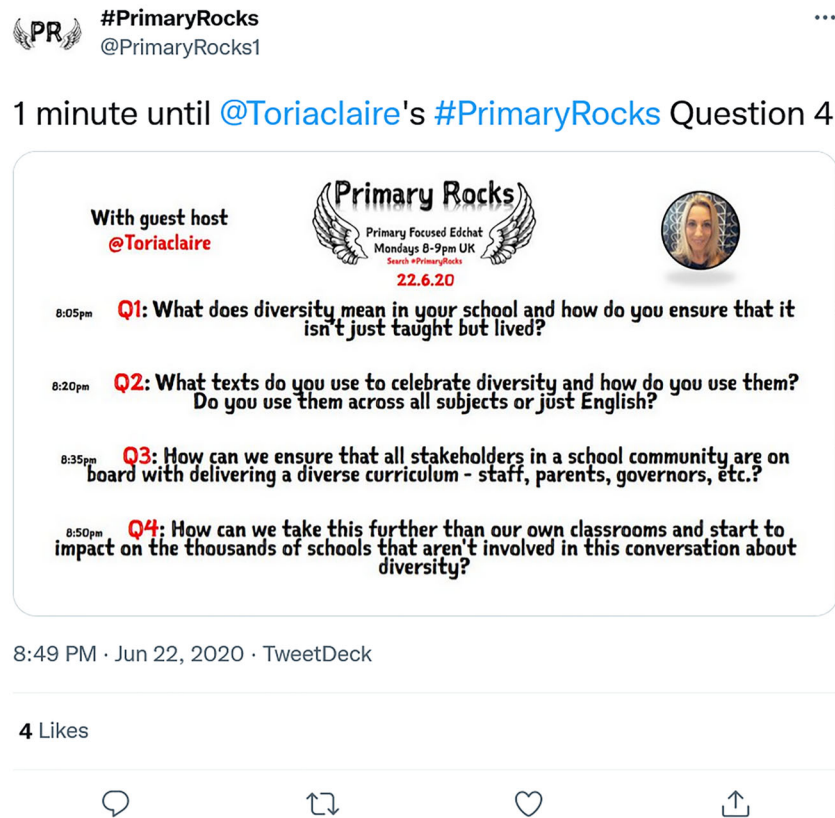 PR
#PrimaryRocks
@PrimaryRocks1
1 minute until @Toriaclaire's #PrimaryRocks Question 4
With guest host
@Toriaclaire
Primary Rocks
Primary Focused Edchat
Mondays 8-9pm UK
Search #PrimaryRocks
22.6.20
8:05pm Q1: What does diversity mean in your school and how do you ensure that it
isn't just taught but lived?
8:20pm Q2: What texts do you use to celebrate diversity and how do you use them?
Do you use them across all subjects or just English?
8:35pm Q3: How can we ensure that all stakeholders in a school community are on
board with delivering a diverse curriculum - staff, parents, governors, etc.?
8:50pm Q4: How can we take this further than our own classrooms and start to
impact on the thousands of schools that aren't involved in this conversation about
diversity?
8:49 PM · Jun 22, 2020 · TweetDeck
4 Likes